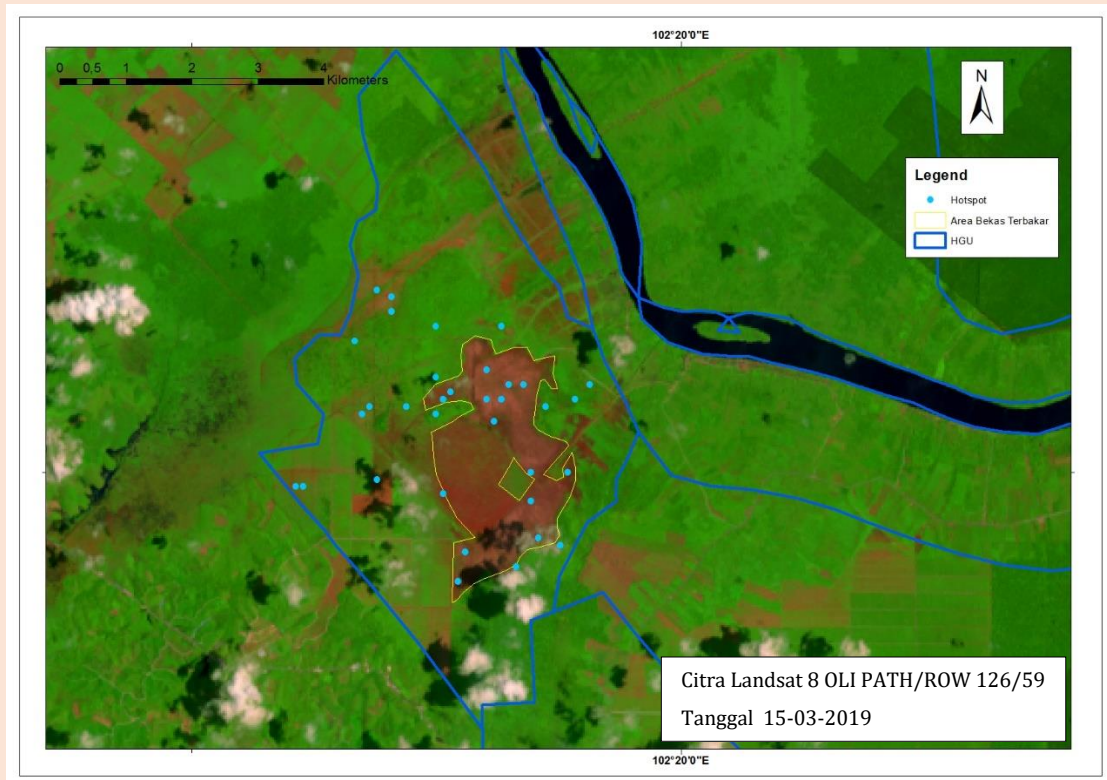 102°20'0"E
0 0,5 1 2 3 4
Kilometers
N
Legend
Hotspot
Area Bekas Terbakar
HGU
Citra Landsat 8 OLI PATH/ROW 126/59
Tanggal 15-03-2019
102°20'0"E